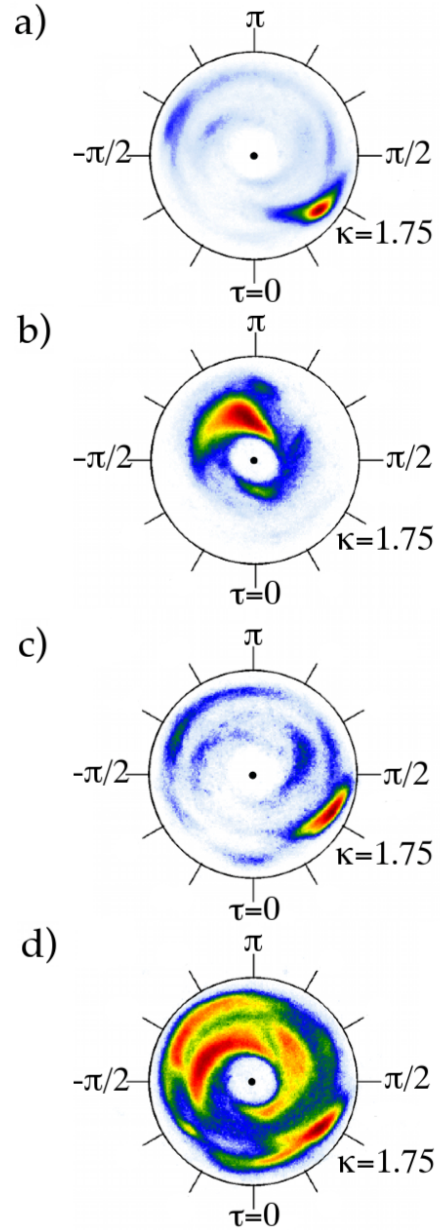 a)
π
-π/2
π/2
κ=1.75
τ=0
b)
π
-π/2
π/2
κ=1.75
τ=0
c)
π
-π/2
π/2
κ=1.75
τ=0
d)
π
-π/2
π/2
κ=1.75
τ=0